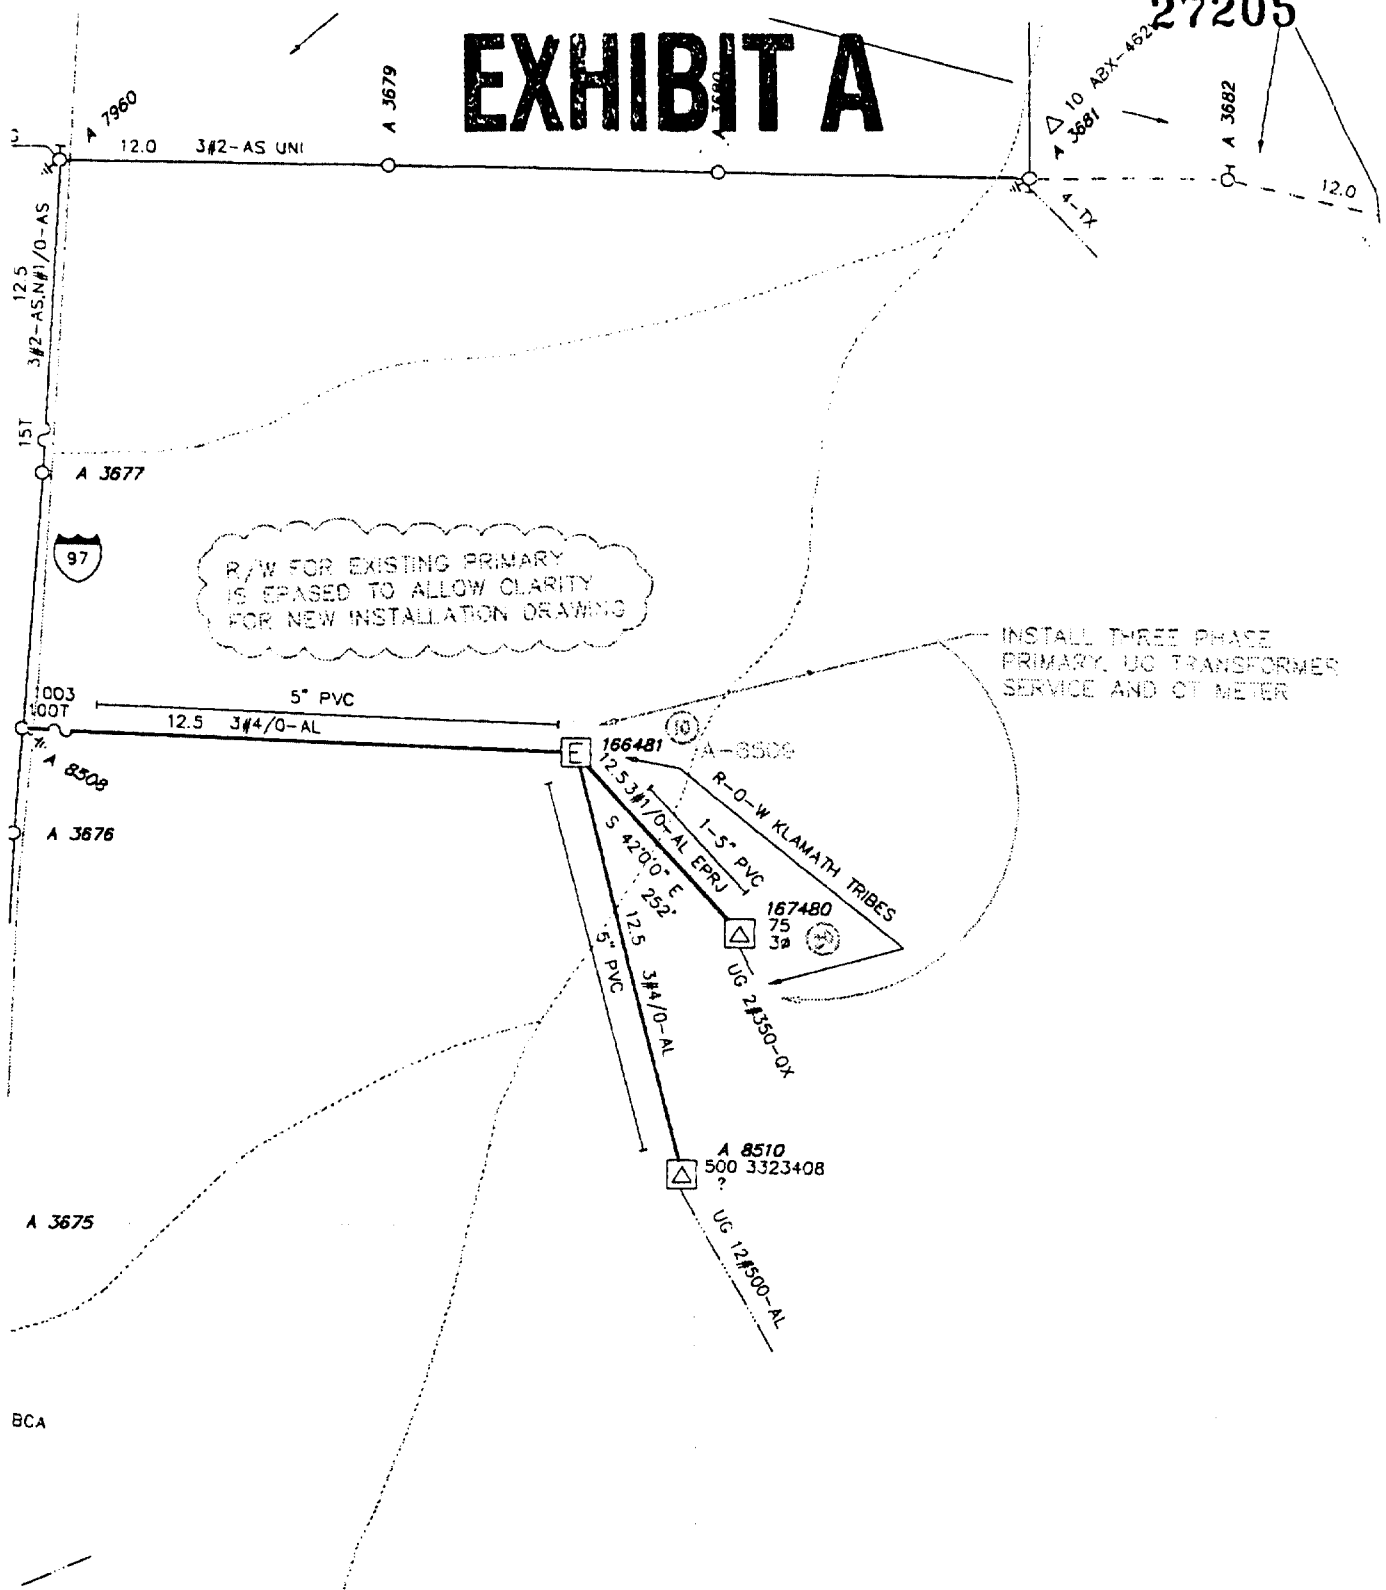 27205
EXHIBIT A
A 7960
A 3679
10 ABX-462
A 3681
A 3682
12.0 3#2-AS UNI
12.0
4-TX
12.5
3#2-AS,N#1/0-AS
15T
A 3677
97
R/W FOR EXISTING PRIMARY
IS ERASED TO ALLOW CLARITY
FOR NEW INSTALLATION DRAWING
INSTALL THREE PHASE
PRIMARY, UG TRANSFORMER
SERVICE AND CT METER
1003
100T
5" PVC
12.5 3#4/0-AL
A 8508
E
166481
10
A-8509
A 3676
12.5 3#1/0-AL EPRJ
1-5" PVC
R-O-W KLAMATH TRIBES
S 42°0'0" E
252'
167480
75
3ø
5" PVC
12.5 3#4/0-AL
UG 2#350-QX
A 8510
500 3323408
?
UG 12#500-AL
A 3675
BCA